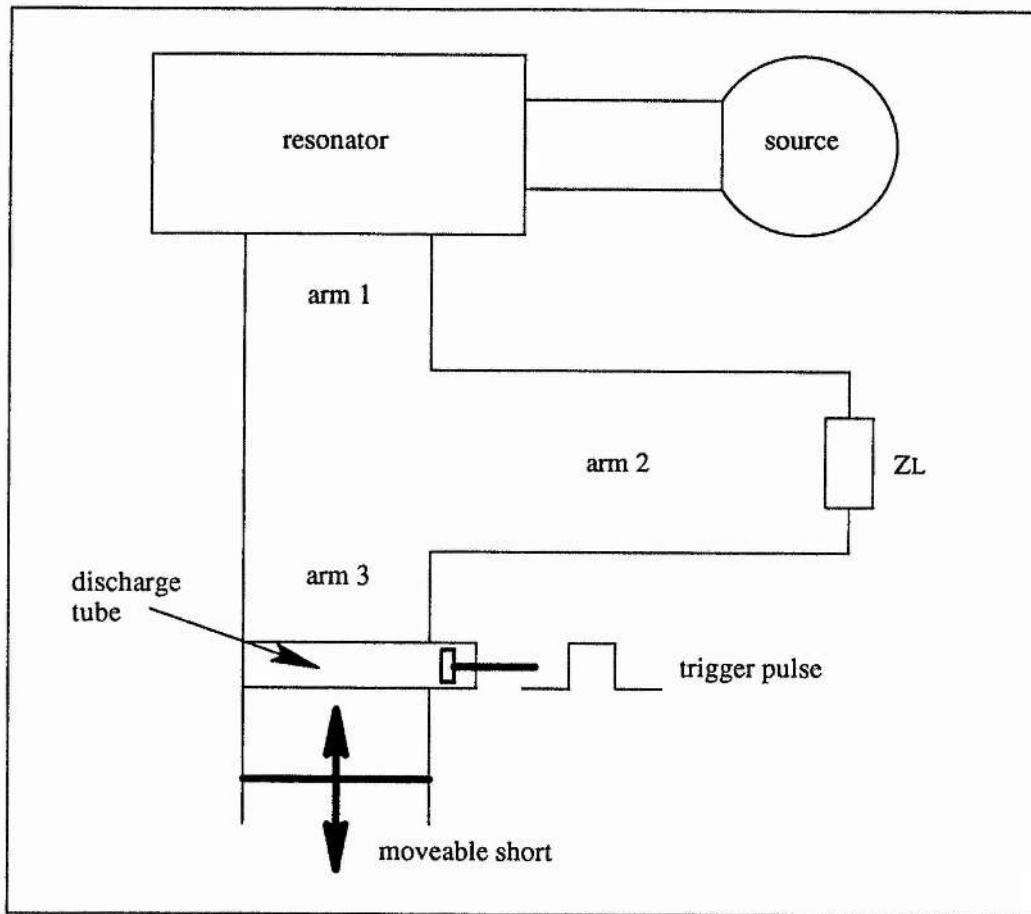 resonator
source
arm 1
arm 2
ZL
arm 3
discharge
tube
trigger pulse
moveable short